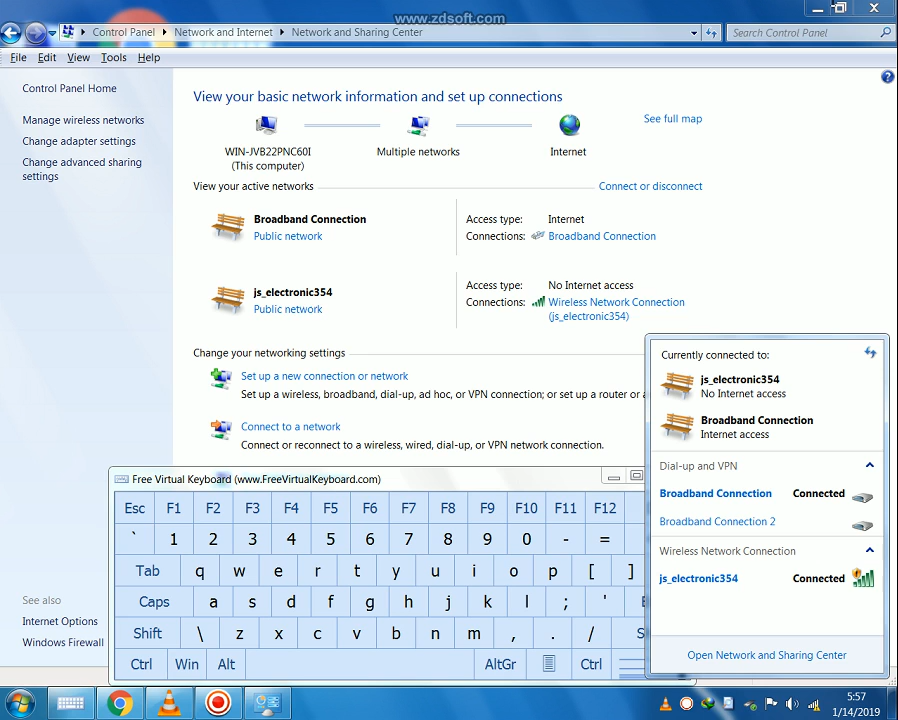 www.zdsoft.com
Control Panel Network and Internet Network and Sharing Center
Search Control Panel
File Edit View Tools Help
Control Panel Home
Manage wireless networks
Change adapter settings
Change advanced sharing
settings
See also
Internet Options
Windows Firewall
View your basic network information and set up connections
See full map
WIN-JVB22PNC60I
(This computer)
Multiple networks
Internet
View your active networks
Connect or disconnect
Broadband Connection
Public network
Access type: Internet
Connections: Broadband Connection
js_electronic354
Public network
Access type: No Internet access
Connections: Wireless Network Connection
(js_electronic354)
Change your networking settings
Set up a new connection or network
Set up a wireless, broadband, dial-up, ad hoc, or VPN connection; or set up a router or
Connect to a network
Connect or reconnect to a wireless, wired, dial-up, or VPN network connection.
Free Virtual Keyboard (www.FreeVirtualKeyboard.com)
Esc F1 F2 F3 F4 F5 F6 F7 F8 F9 F10 F11 F12
` 1 2 3 4 5 6 7 8 9 0 - =
Tab q w e r t y u i o p [ ]
Caps a s d f g h j k l ; '
Shift \ z x c v b n m , . /
Ctrl Win Alt AltGr Ctrl
Currently connected to:
js_electronic354
No Internet access
Broadband Connection
Internet access
Dial-up and VPN
Broadband Connection Connected
Broadband Connection 2
Wireless Network Connection
js_electronic354 Connected
Open Network and Sharing Center
5:57
1/14/2019